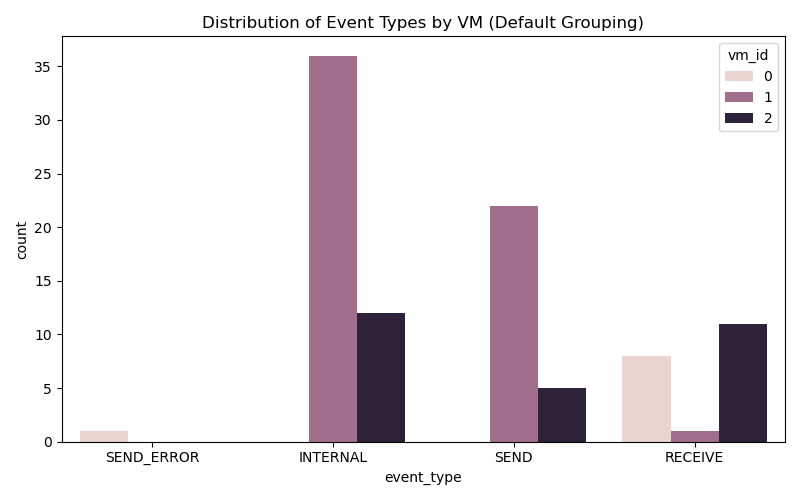 Distribution of Event Types by VM (Default Grouping)
vm_id
0
1
2
count
35
30
25
20
15
10
5
0
SEND_ERROR INTERNAL SEND RECEIVE
event_type